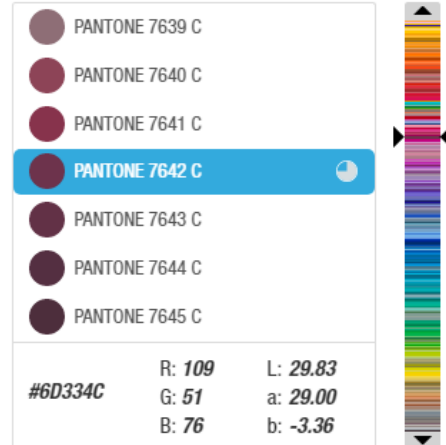 PANTONE 7639 C
PANTONE 7640 C
PANTONE 7641 C
PANTONE 7642 C
PANTONE 7643 C
PANTONE 7644 C
PANTONE 7645 C
#6D334C
R: 109 L: 29.83
G: 51 a: 29.00
B: 76 b: -3.36